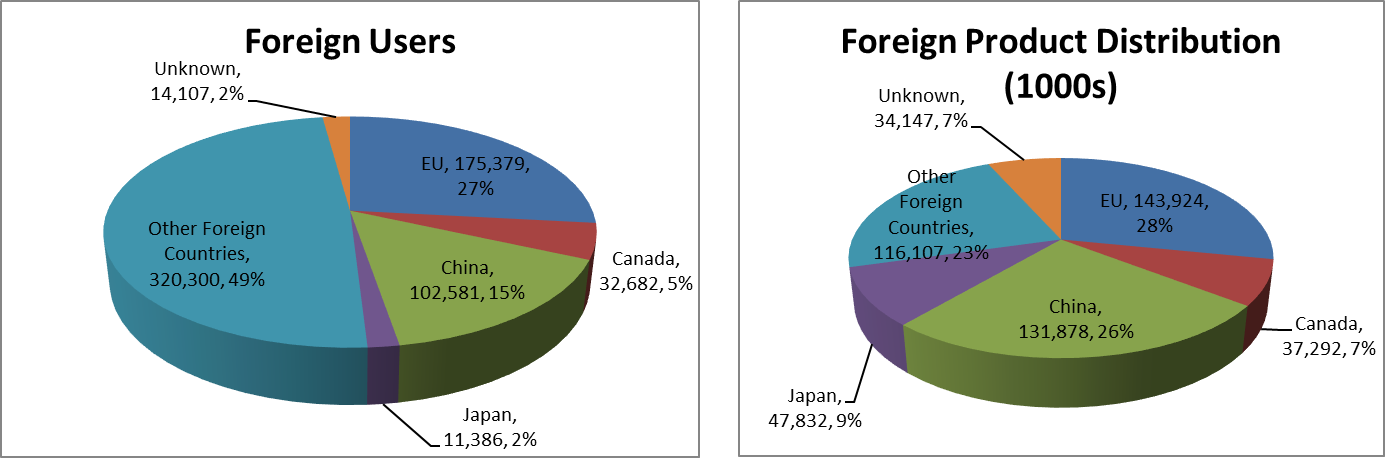 Foreign Users
Unknown,
14,107, 2%
EU, 175,379,
27%
Other Foreign
Countries,
320,300, 49%
China,
102,581, 15%
Canada,
32,682, 5%
Japan,
11,386, 2%
Foreign Product Distribution
(1000s)
Unknown,
34,147, 7%
Other
Foreign
Countries,
116,107, 23%
EU, 143,924,
28%
China,
131,878, 26%
Canada,
37,292, 7%
Japan,
47,832, 9%